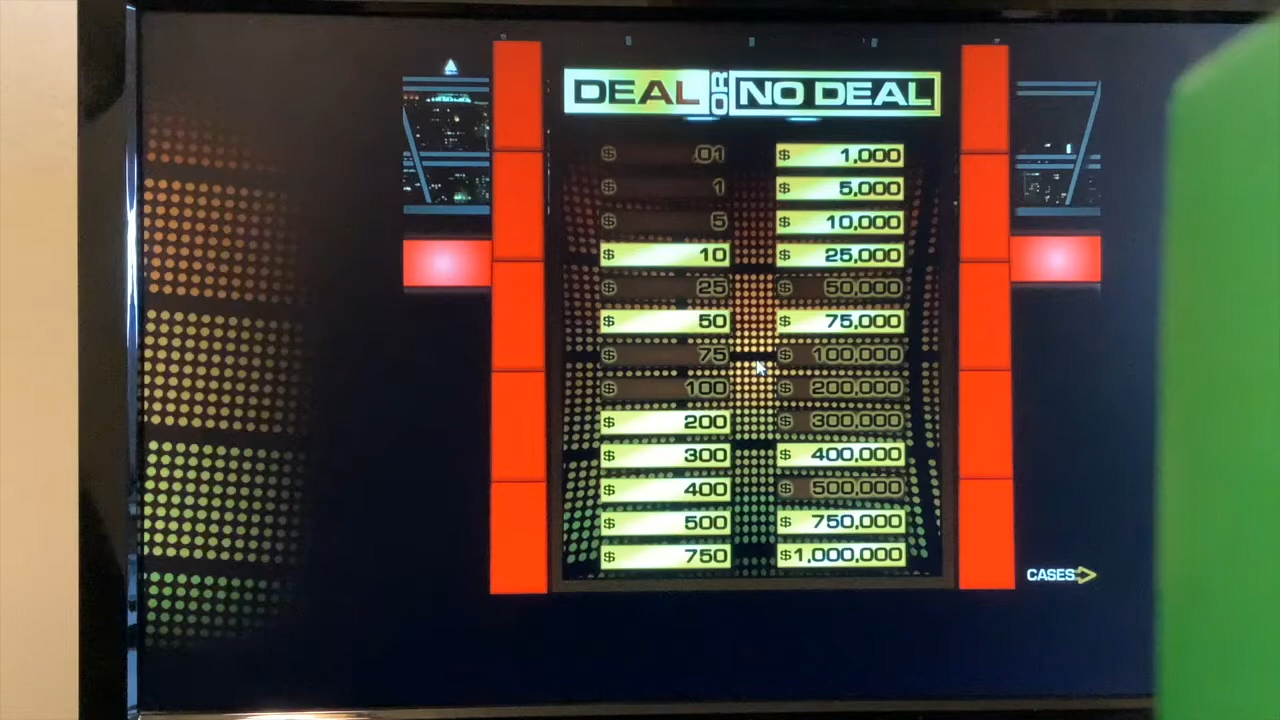 DEAL OR NO DEAL
$ .01 $ 1,000
$ 1 $ 5,000
$ 5 $ 10,000
$ 10 $ 25,000
$ 25 $ 50,000
$ 50 $ 75,000
$ 75 $ 100,000
$ 100 $ 200,000
$ 200 $ 300,000
$ 300 $ 400,000
$ 400 $ 500,000
$ 500 $ 750,000
$ 750 $1,000,000
CASES